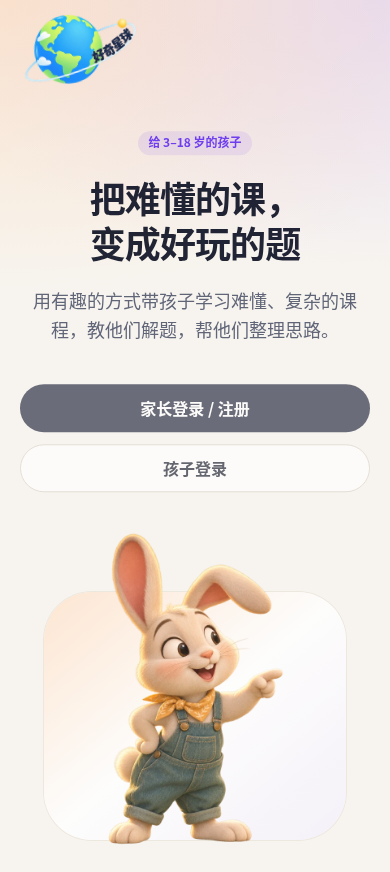 好奇星球
给 3–18 岁的孩子
把难懂的课，
变成好玩的题
用有趣的方式带孩子学习难懂、复杂的课
程，教他们解题，帮他们整理思路。
家长登录 / 注册
孩子登录